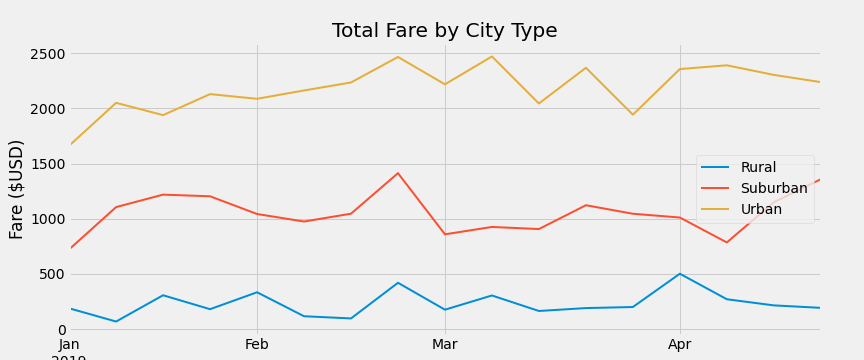 Total Fare by City Type
Fare ($USD)
2500
2000
1500
1000
500
0
Rural
Suburban
Urban
Jan Feb Mar Apr
2019